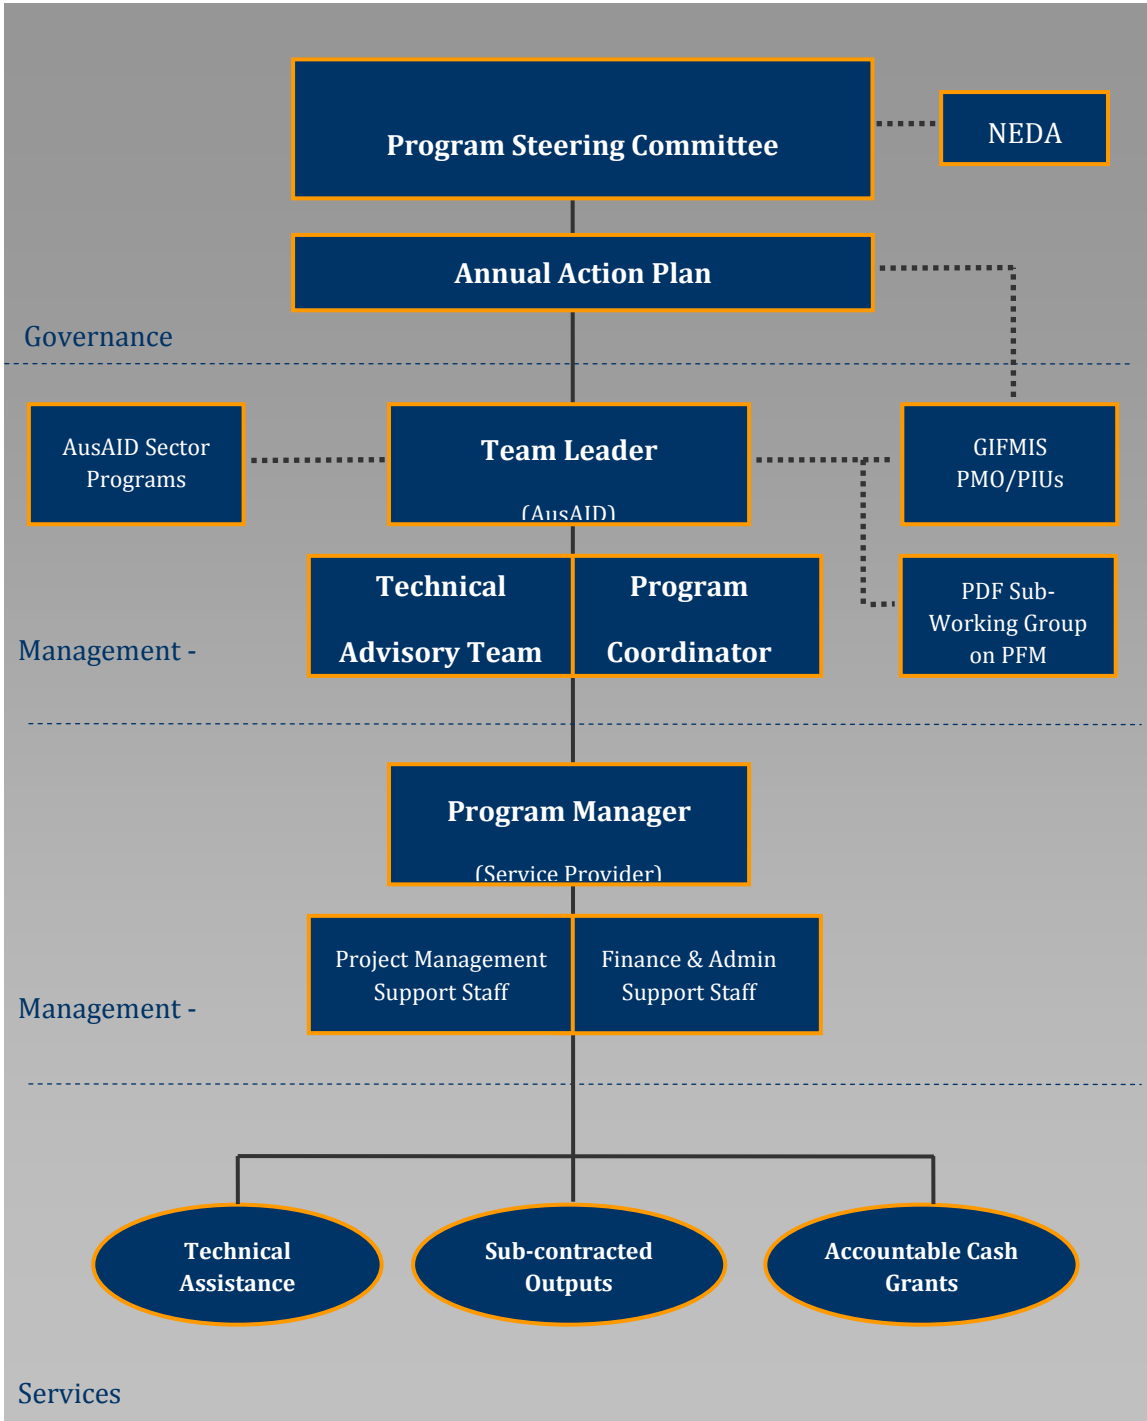 Program Steering Committee
NEDA
Annual Action Plan
Governance
AusAID Sector
Programs
Team Leader
(AusAID)
GIFMIS
PMO/PIUs
Technical
Advisory Team
Program
Coordinator
PDF Sub-
Working Group
on PFM
Management -
Program Manager
(Service Provider)
Project Management
Support Staff
Finance & Admin
Support Staff
Management -
Technical
Assistance
Sub-contracted
Outputs
Accountable Cash
Grants
Services